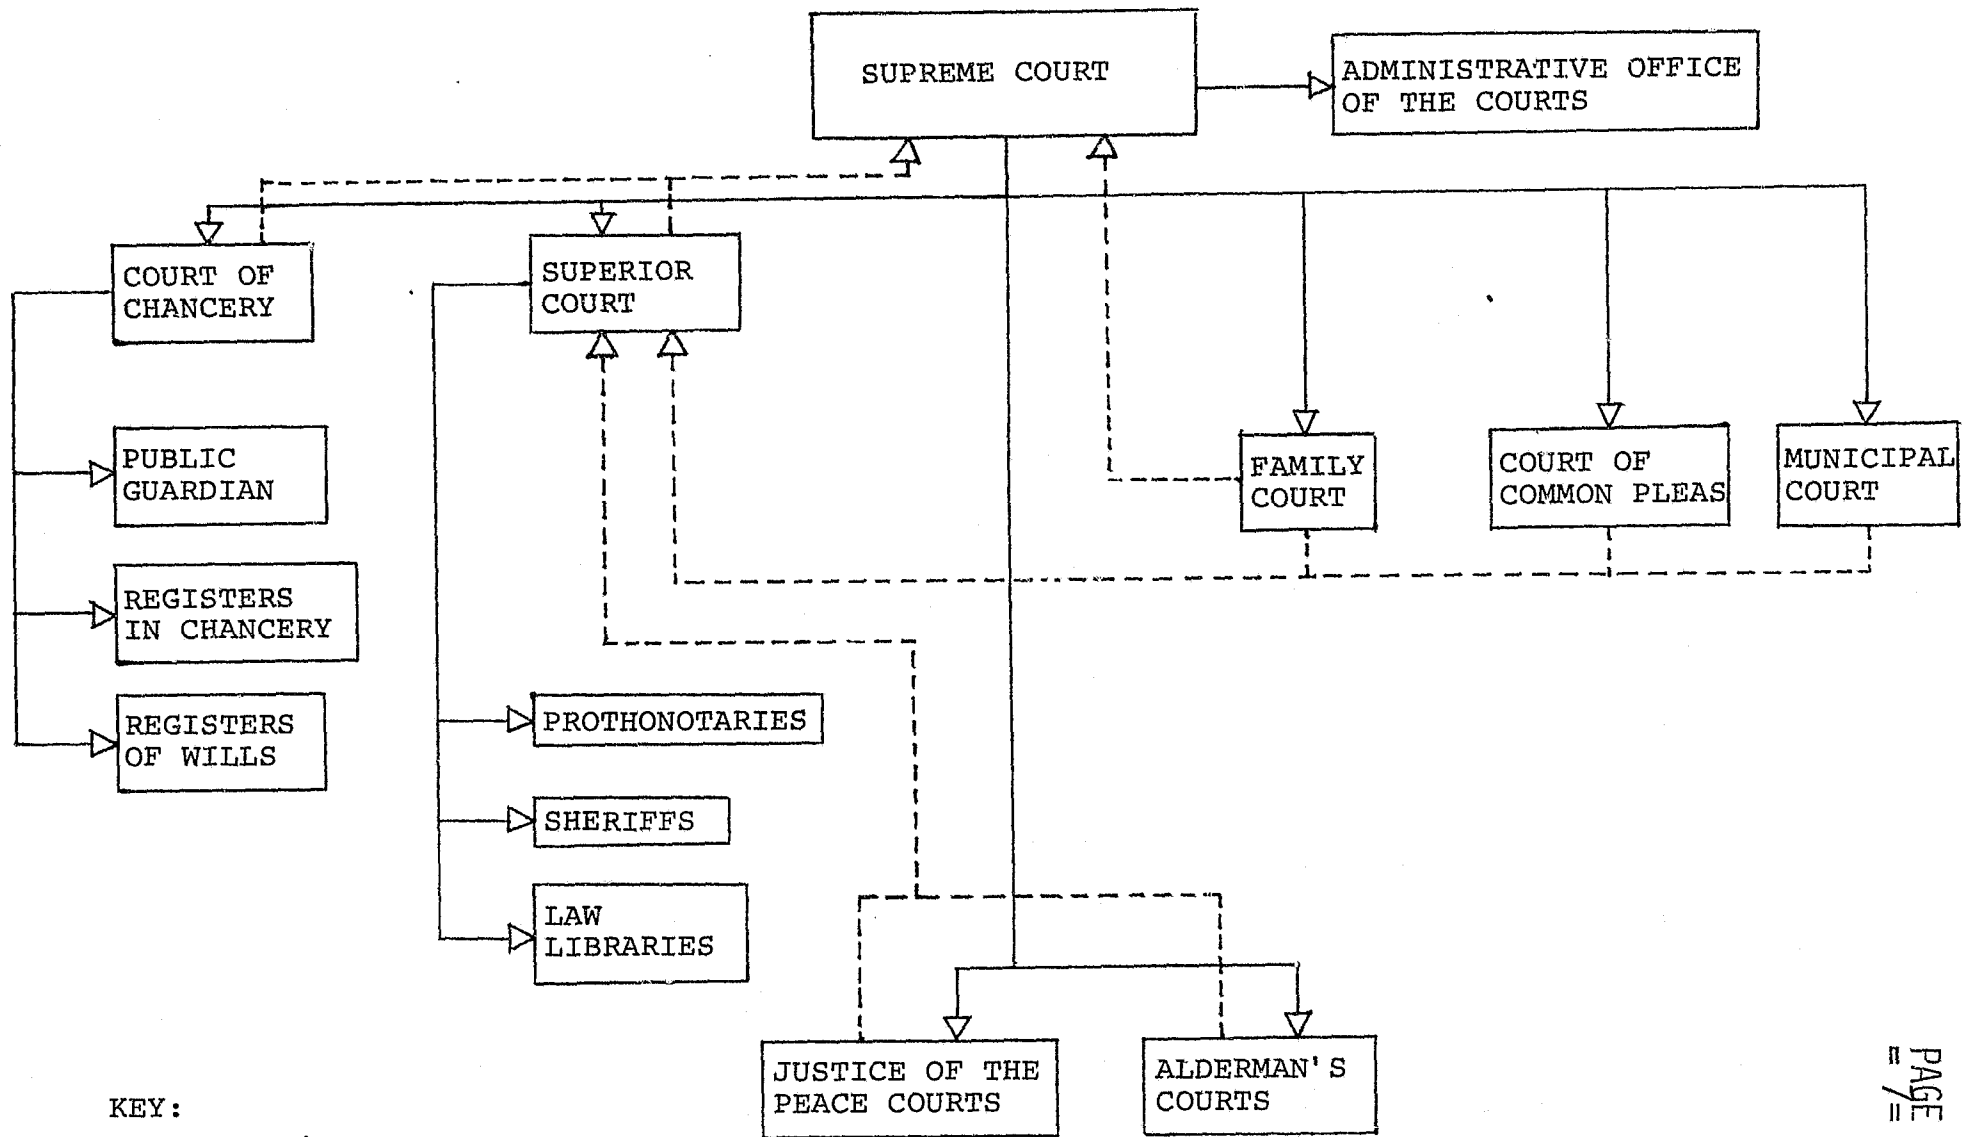 SUPREME COURT
ADMINISTRATIVE OFFICE
OF THE COURTS
COURT OF
CHANCERY
SUPERIOR
COURT
PUBLIC
GUARDIAN
FAMILY
COURT
COURT OF
COMMON PLEAS
MUNICIPAL
COURT
REGISTERS
IN CHANCERY
REGISTERS
OF WILLS
PROTHONOTARIES
SHERIFFS
LAW
LIBRARIES
JUSTICE OF THE
PEACE COURTS
ALDERMAN'S
COURTS
KEY:
PAGE
=7=